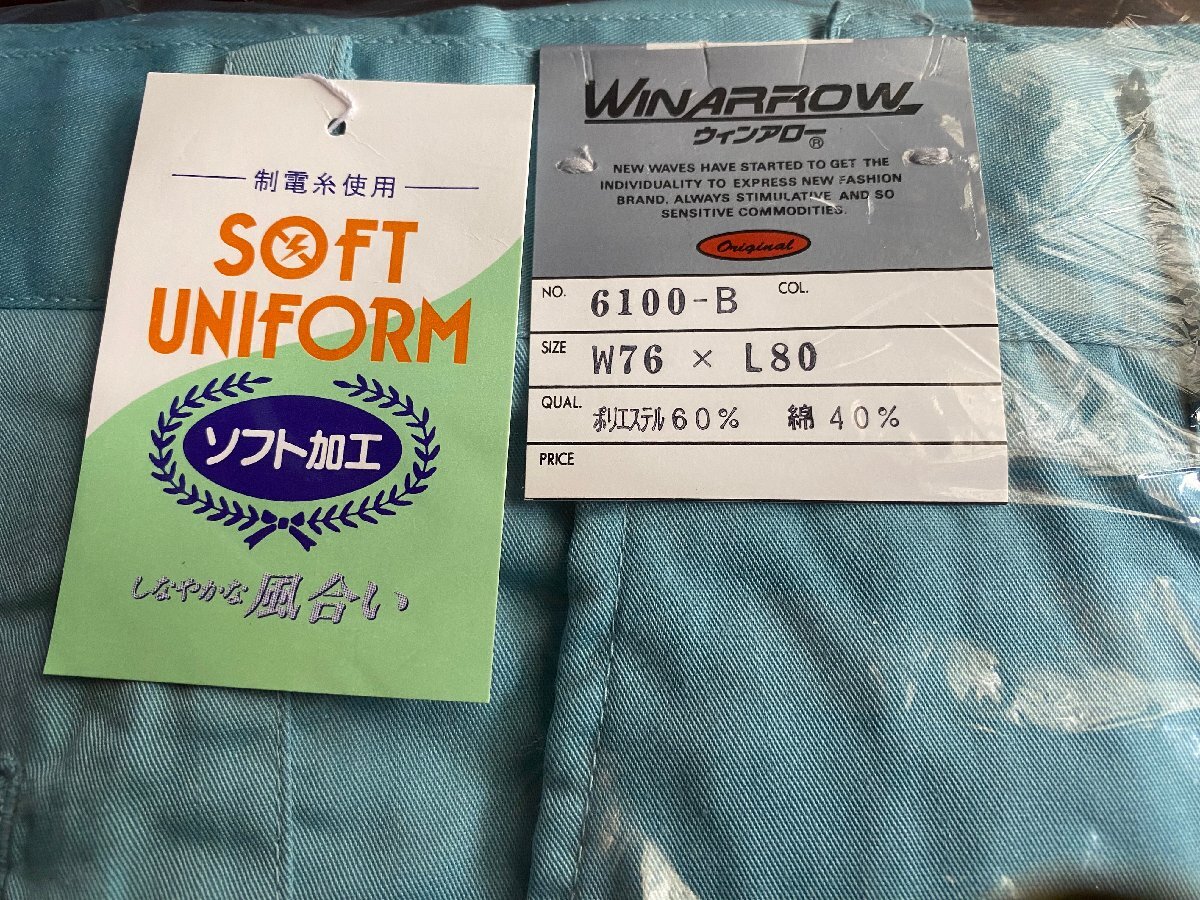 制電糸使用
SOFT
UNIFORM
ソフト加工
しなやかな風合い
WINARROW
ウィンアロー®
NEW WAVES HAVE STARTED TO GET THE
INDIVIDUALITY TO EXPRESS NEW FASHION
BRAND, ALWAYS STIMULATIVE AND SO
SENSITIVE COMMODITIES.
Original
NO. 6100-B COL.
SIZE W76 × L80
QUAL. ポリエステル60% 綿40%
PRICE